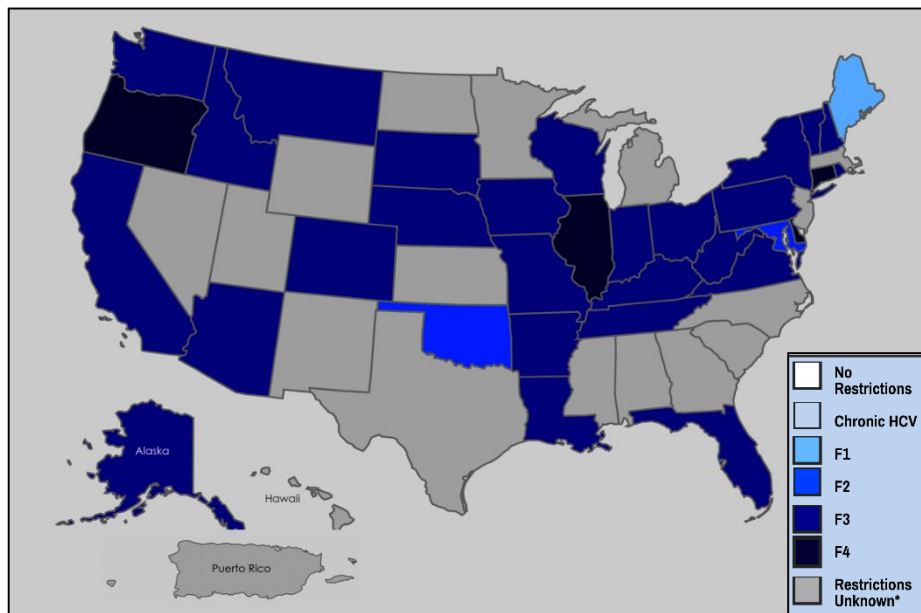 Alaska
Hawaii
Puerto Rico
No
Restrictions
Chronic HCV
F1
F2
F3
F4
Restrictions
Unknown*